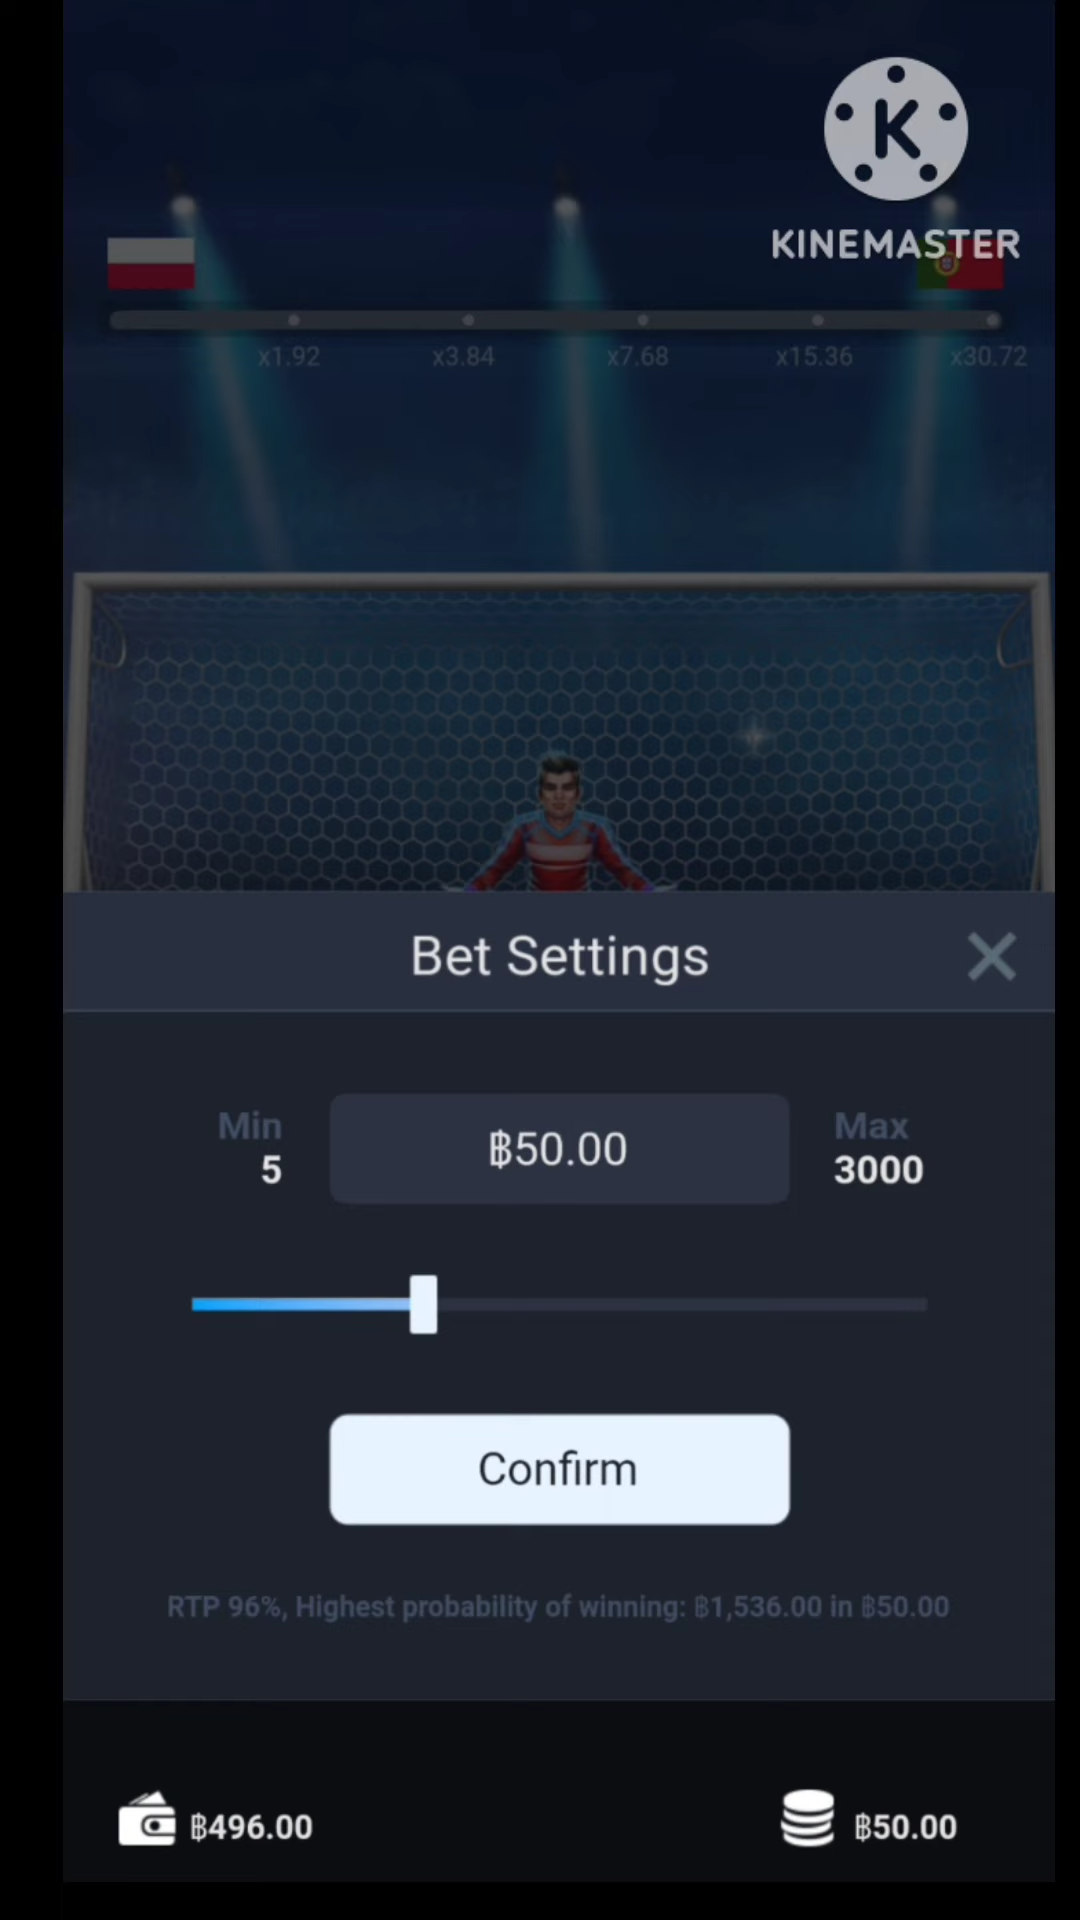 K
KINEMASTER
x1.92 x3.84 x7.68 x15.36 x30.72
Bet Settings
Min
5
฿50.00
Max
3000
Confirm
RTP 96%, Highest probability of winning: ฿1,536.00 in ฿50.00
฿496.00 ฿50.00